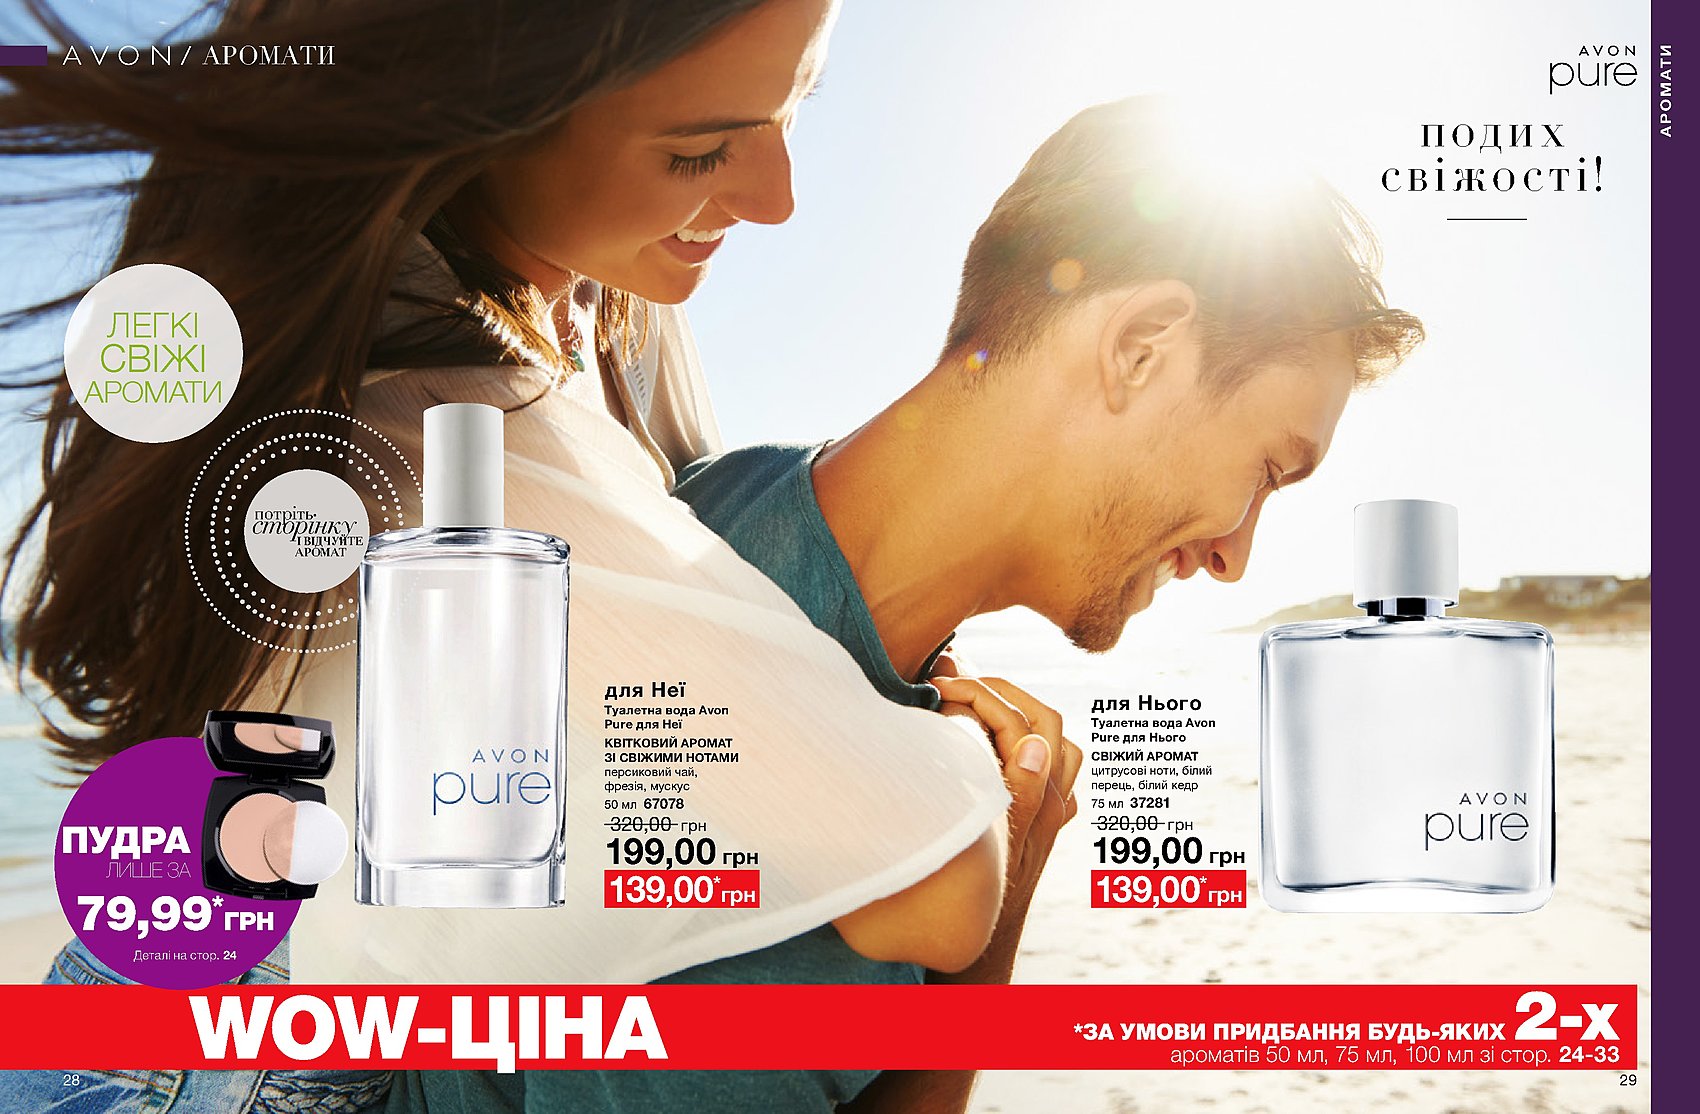 AVON/ АРОМАТИ
AVON
pure
АРОМАТИ
ПОДИХ
СВІЖОСТІ!
ЛЕГКІ
СВІЖІ
АРОМАТИ
ПОТРІТЬ
СТОРІНКУ
І ВІДЧУЙТЕ
АРОМАТ
AVON
pure
для Неї
Туалетна вода Avon
Pure для Неї
КВІТКОВИЙ АРОМАТ
ЗІ СВІЖИМИ НОТАМИ
персиковий чай,
фрезія, мускус
50 мл 67078
320,00 грн
199,00 грн
139,00* грн
для Нього
Туалетна вода Avon
Pure для Нього
СВІЖИЙ АРОМАТ
цитрусові ноти, білий
перець, білий кедр
75 мл 37281
320,00 грн
199,00 грн
139,00* грн
AVON
pure
ПУДРА
ЛИШЕ ЗА
79,99* ГРН
Деталі на стор. 24
WOW-ЦІНА
*ЗА УМОВИ ПРИДБАННЯ БУДЬ-ЯКИХ 2-х
ароматів 50 мл, 75 мл, 100 мл зі стор. 24-33
28
29